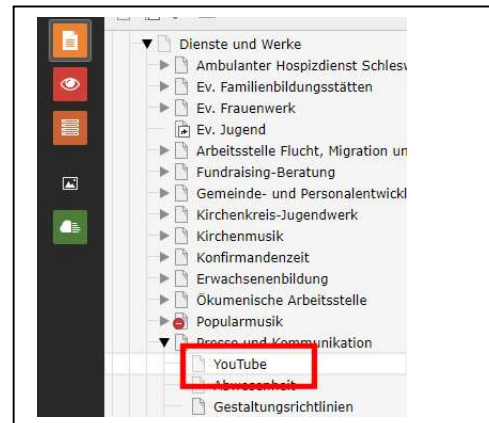 Dienste und Werke
Ambulanter Hospizdienst Schlesw
Ev. Familienbildungsstätten
Ev. Frauenwerk
Ev. Jugend
Arbeitsstelle Flucht, Migration un
Fundraising-Beratung
Gemeinde- und Personalentwickl
Kirchenkreis-Jugendwerk
Kirchenmusik
Konfirmandenzeit
Erwachsenenbildung
Ökumenische Arbeitsstelle
Popularmusik
Presse und Kommunikation
YouTube
Abwesenheit
Gestaltungsrichtlinien